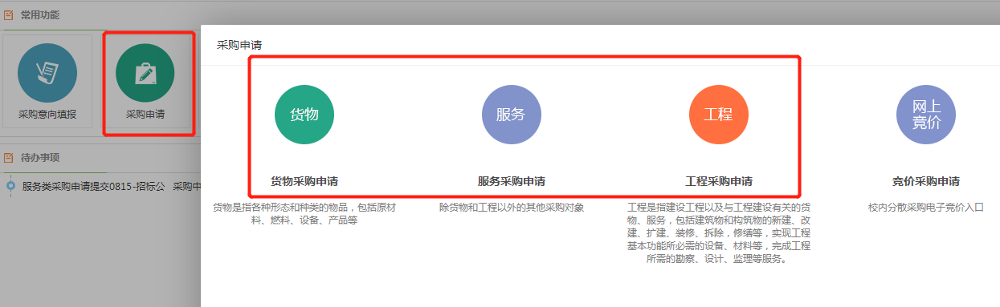 常用功能
采购意向填报
采购申请
待办事项
服务类采购申请提交0815-招标公 采购中
采购申请
货物
服务
工程
网上
竞价
货物采购申请
服务采购申请
工程采购申请
竞价采购申请
货物是指各种形态和种类的物品，包括原材
料、燃料、设备、产品等
除货物和工程以外的其他采购对象
工程是指建设工程以及与工程建设有关的货
物、服务，包括建筑物和构筑物的新建、改
建、扩建、装修、拆除，修缮等，实现工程
基本功能所必需的设备、材料等，完成工程
所需的勘察、设计、监理等服务。
校内分散采购电子竞价入口